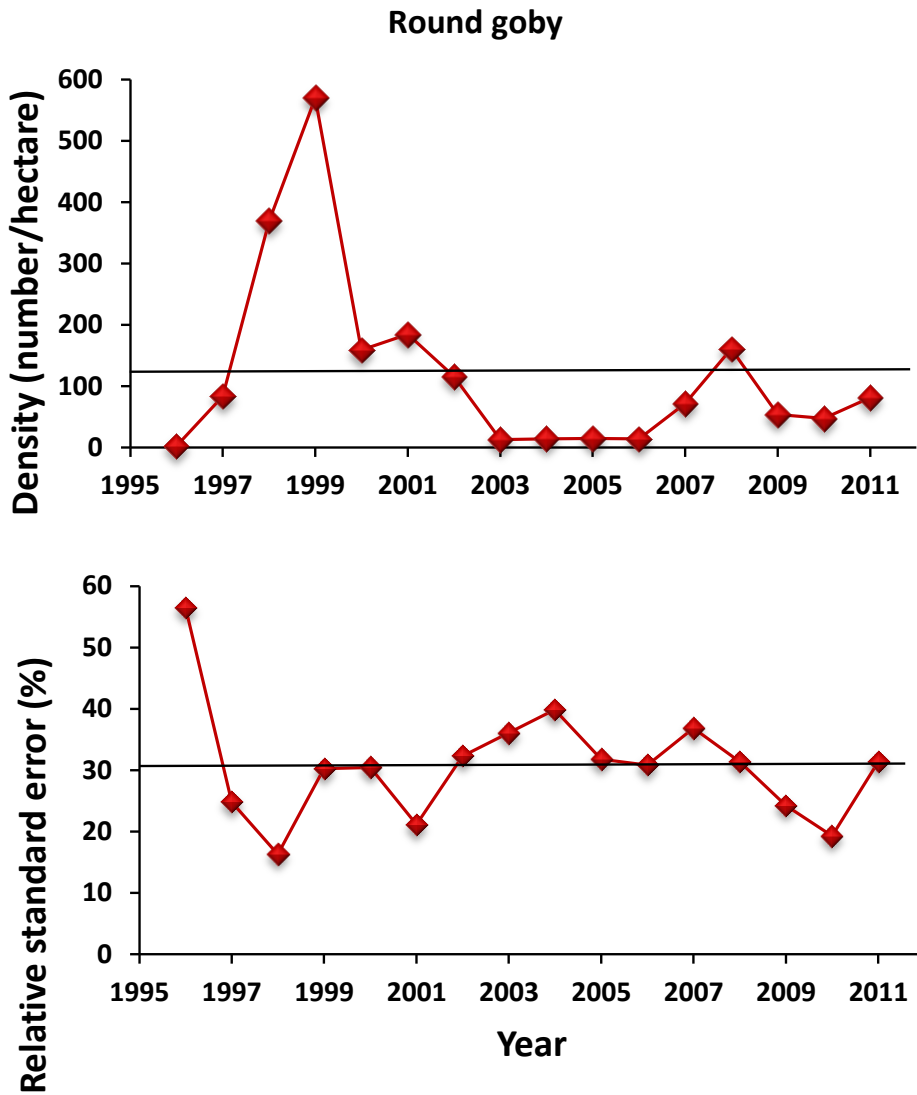 Round goby
Density (number/hectare)
600
500
400
300
200
100
0
1995 1997 1999 2001 2003 2005 2007 2009 2011
Relative standard error (%)
60
50
40
30
20
10
0
1995 1997 1999 2001 2003 2005 2007 2009 2011
Year